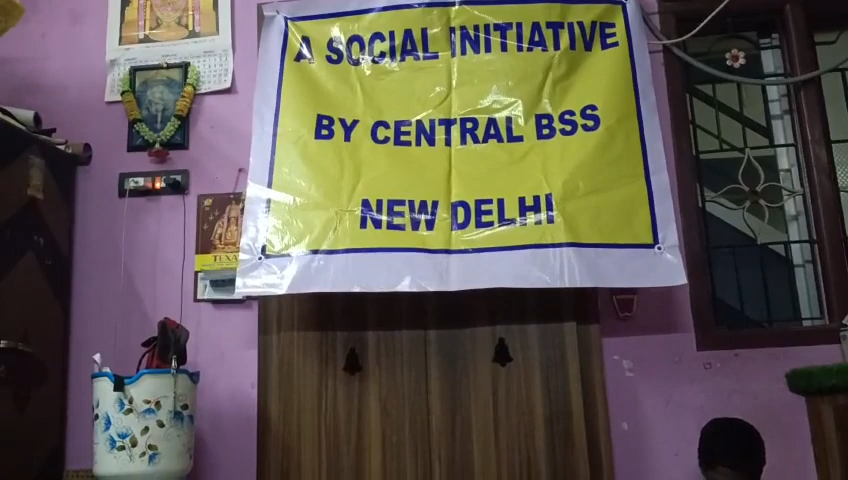 A SOCIAL INITIATIVE
BY CENTRAL BSS
NEW DELHI